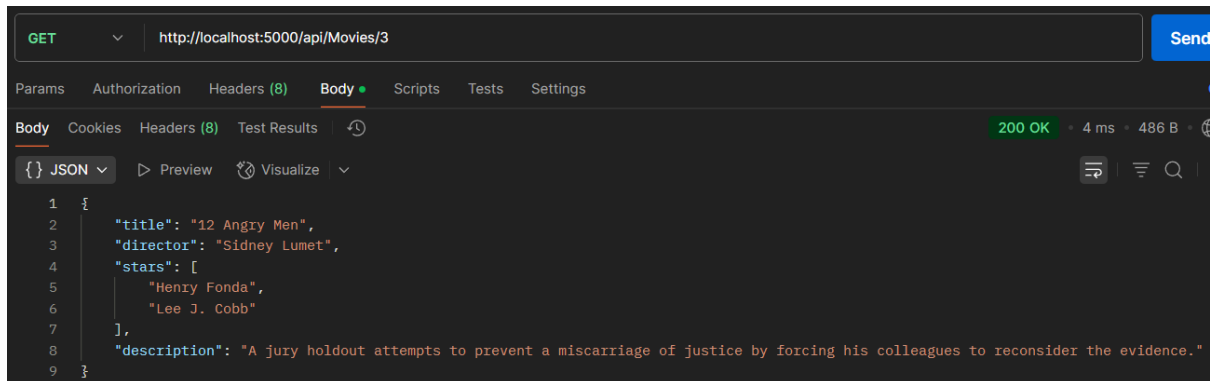 GET http://localhost:5000/api/Movies/3 Send
Params Authorization Headers (8) Body Scripts Tests Settings
Body Cookies Headers (8) Test Results 200 OK • 4 ms • 486 B •
{} JSON Preview Visualize
1 {
2 "title": "12 Angry Men",
3 "director": "Sidney Lumet",
4 "stars": [
5 "Henry Fonda",
6 "Lee J. Cobb"
7 ],
8 "description": "A jury holdout attempts to prevent a miscarriage of justice by forcing his colleagues to reconsider the evidence."
9 }